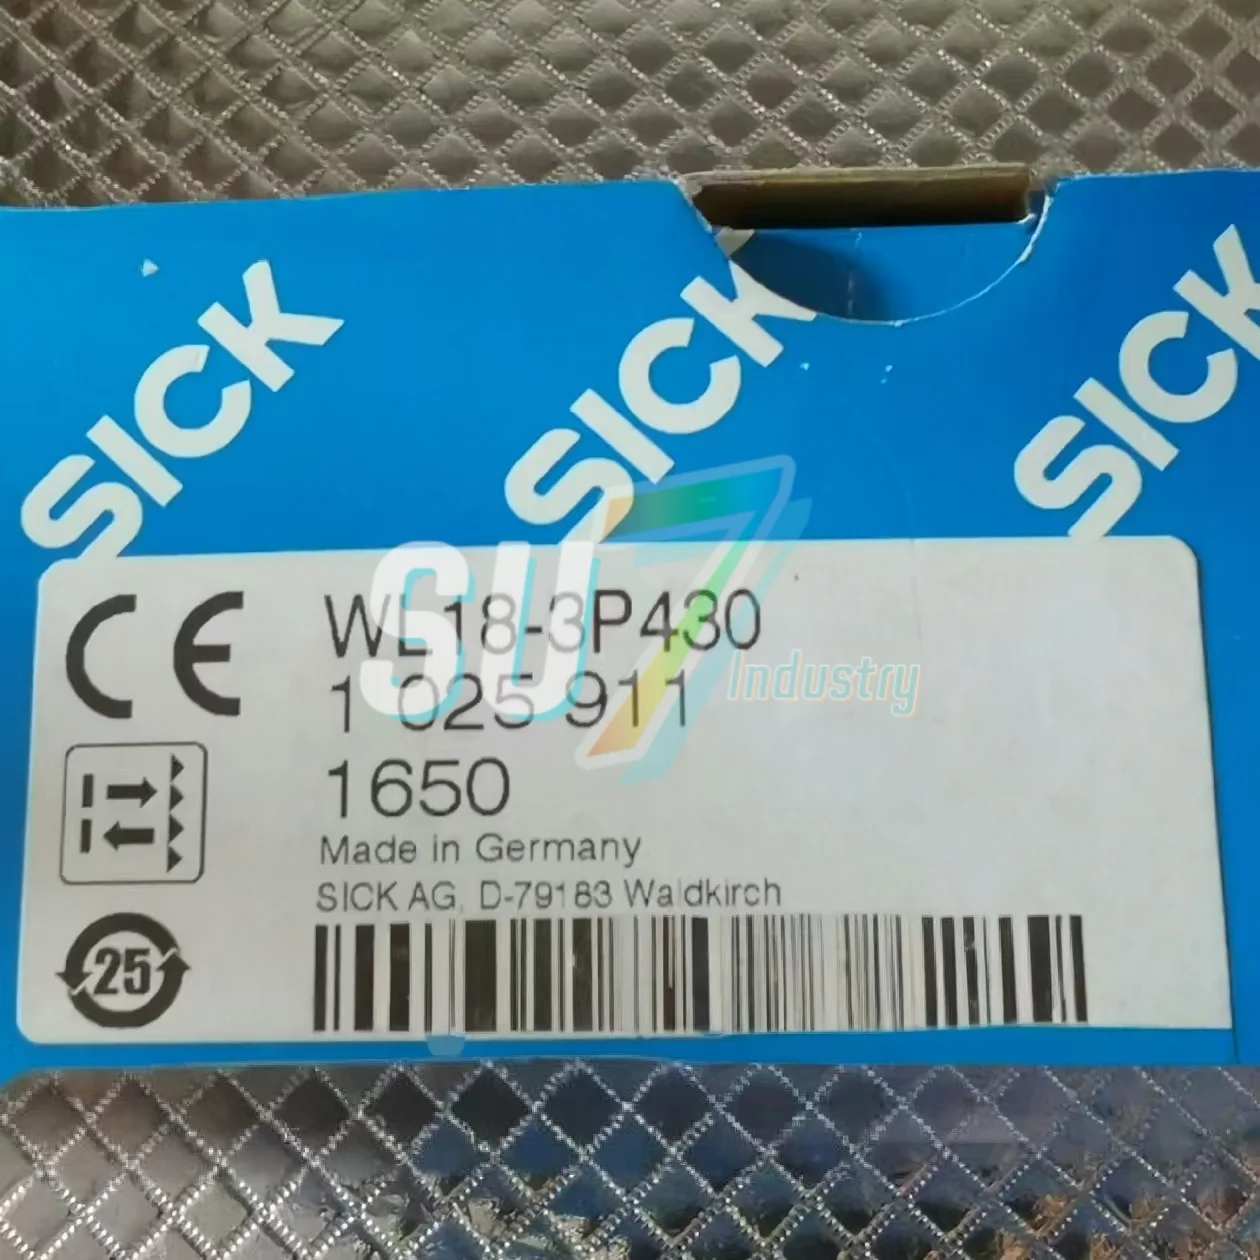 SICK
SICK
SICK
CE
WL18-3P430
1 025 911
1650
Made in Germany
SICK AG, D-79183 Waldkirch
25
SU7
Industry